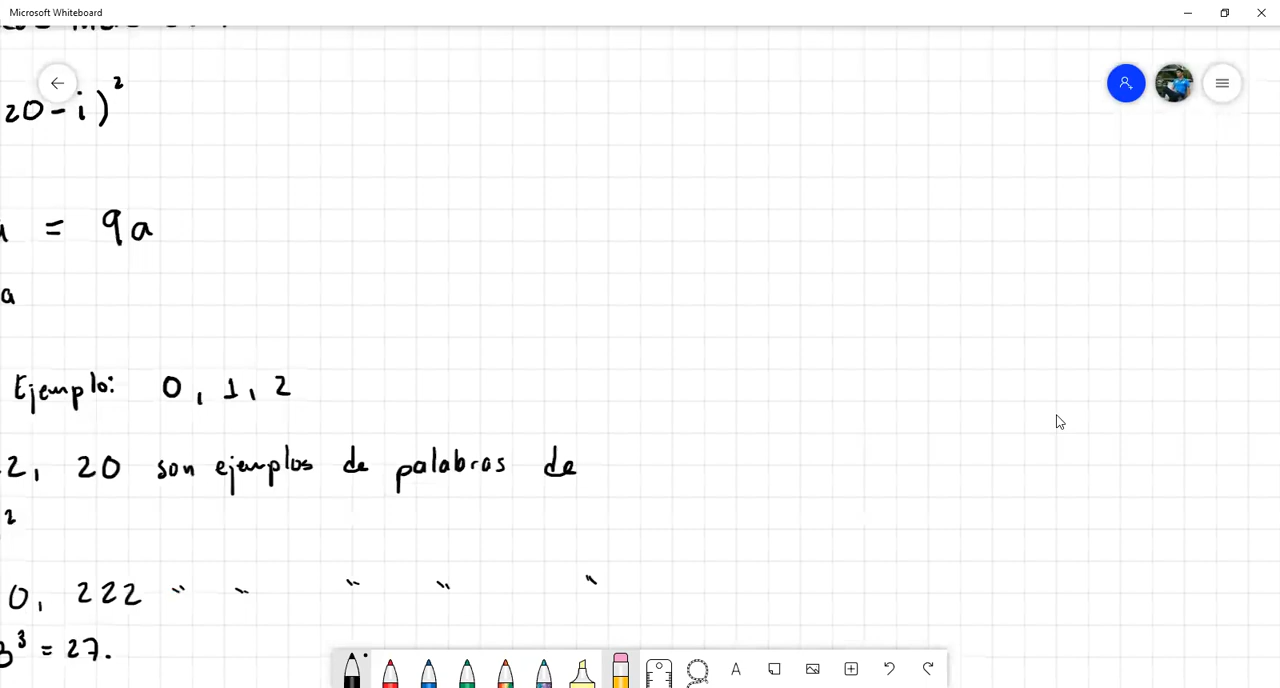 Microsoft Whiteboard
20-i)²
= 9a
a
Ejemplo: 0, 1, 2
2, 20 son ejemplos de palabras de
2
0, 222 " " " " "
3³ = 27.
A